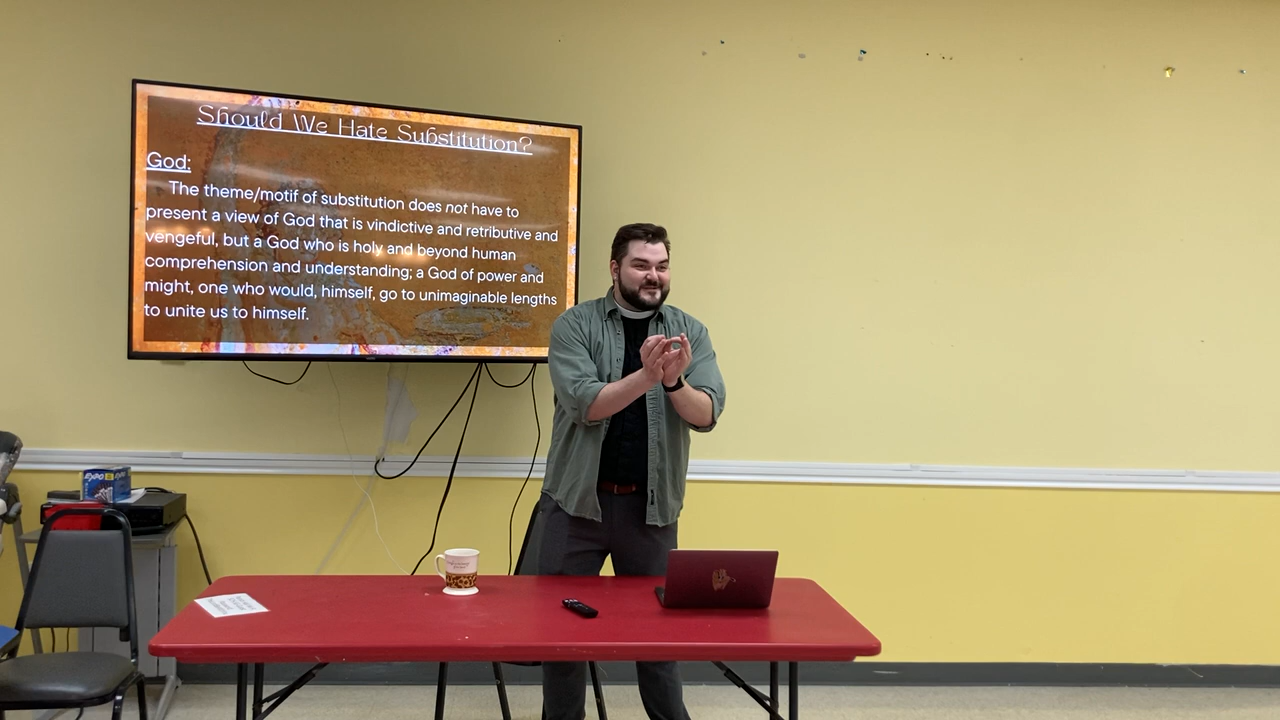 Should We Hate Substitution?
God:
The theme/motif of substitution does not have to
present a view of God that is vindictive and retributive and
vengeful, but a God who is holy and beyond human
comprehension and understanding; a God of power and
might, one who would, himself, go to unimaginable lengths
to unite us to himself.
EXPO